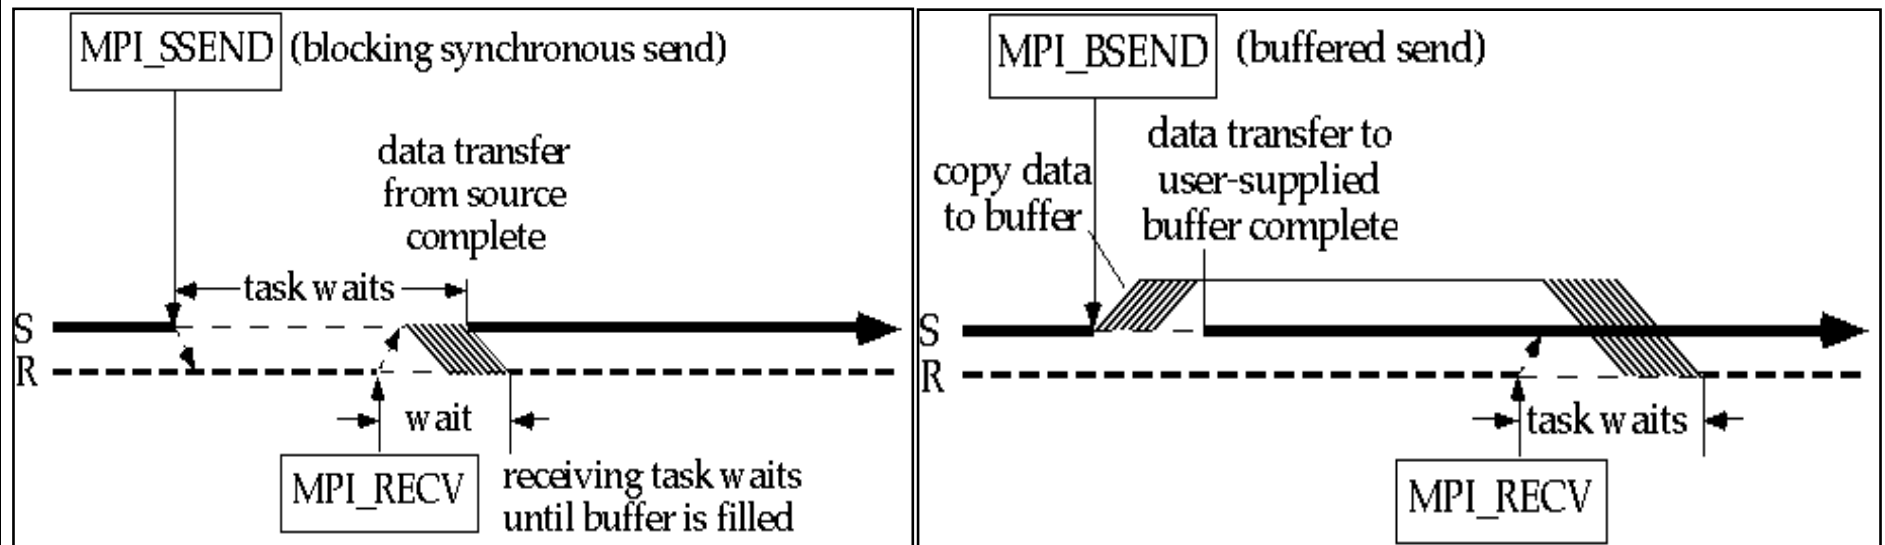 MPI_SSEND (blocking synchronous send)
data transfer
from source
complete
task waits
S
R
wait
MPI_RECV
receiving task waits
until buffer is filled
MPI_BSEND (buffered send)
copy data
to buffer
data transfer to
user-supplied
buffer complete
S
R
task waits
MPI_RECV